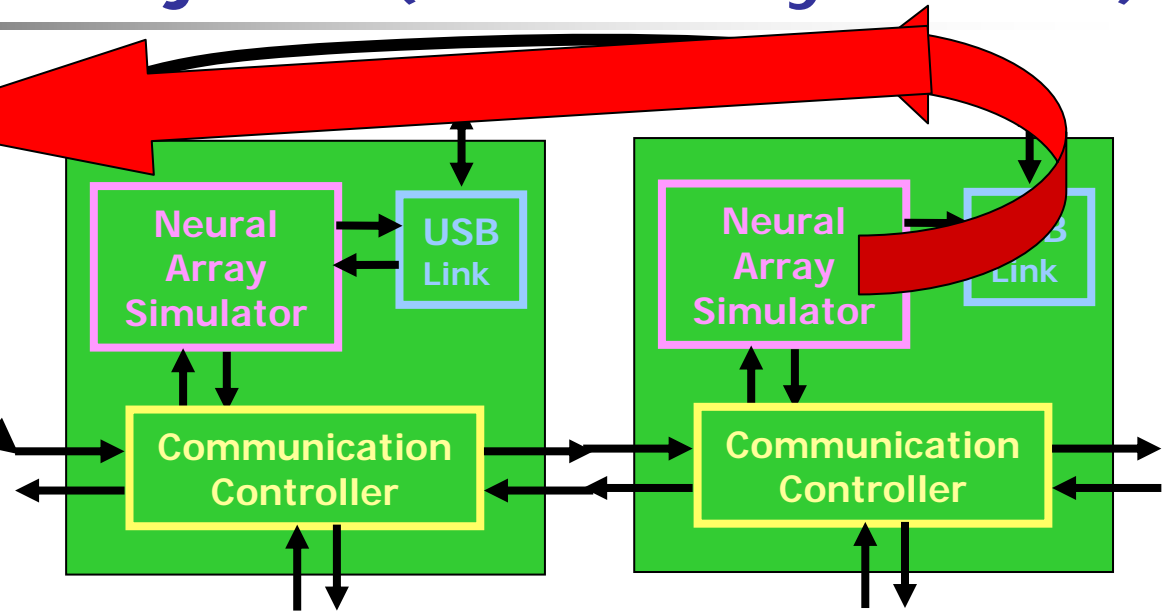 Neural
Array
Simulator
USB
Link
Communication
Controller
Neural
Array
Simulator
Link
Communication
Controller